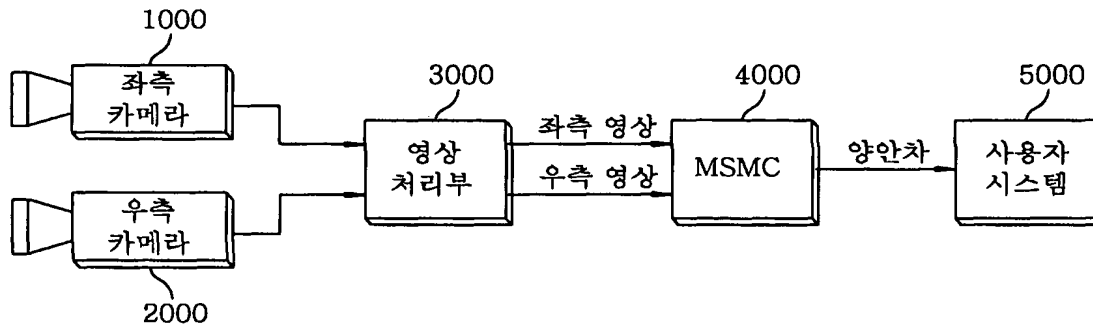 1000
좌측
카메라
우측
카메라
2000
3000
영상
처리부
좌측 영상
우측 영상
4000
MSMC
양안차
5000
사용자
시스템